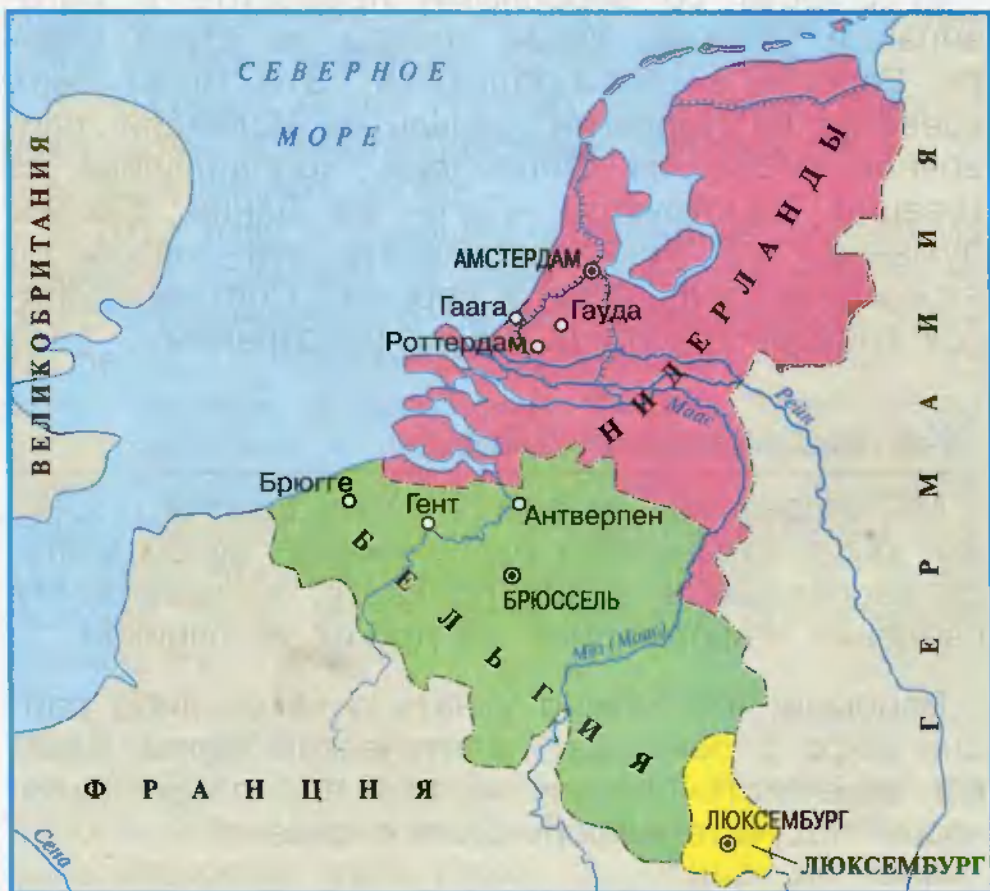 СЕВЕРНОЕ
МОРЕ
ВЕЛИКОБРИТАНИЯ
НИДЕРЛАНДЫ
ГЕРМАНИЯ
АМСТЕРДАМ
Гаага
Гауда
Роттердам
Маас
Рейн
Брюгге
Гент
Антверпен
БЕЛЬГИЯ
БРЮССЕЛЬ
Мёз (Маас)
ФРАНЦИЯ
Сена
ЛЮКСЕМБУРГ
ЛЮКСЕМБУРГ